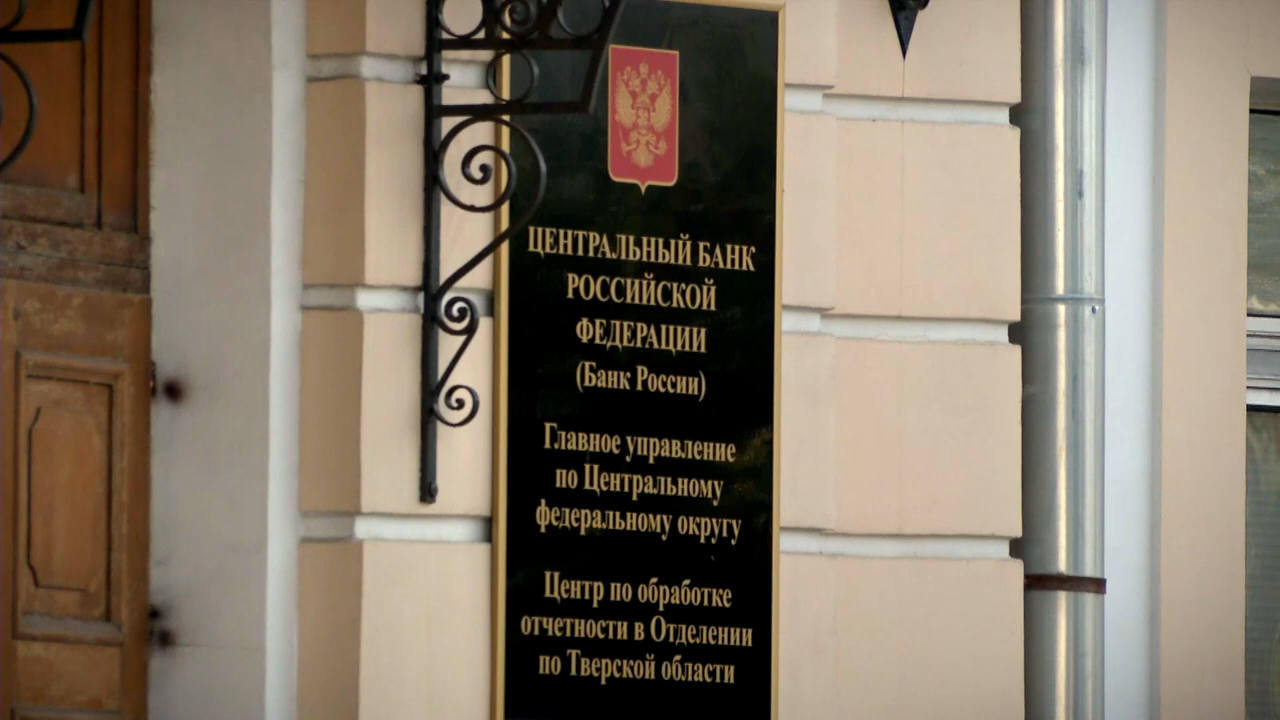 ЦЕНТРАЛЬНЫЙ БАНК
РОССИЙСКОЙ
ФЕДЕРАЦИИ
(Банк России)
Главное управление
по Центральному
федеральному округу
Центр по обработке
отчетности в Отделении
по Тверской области